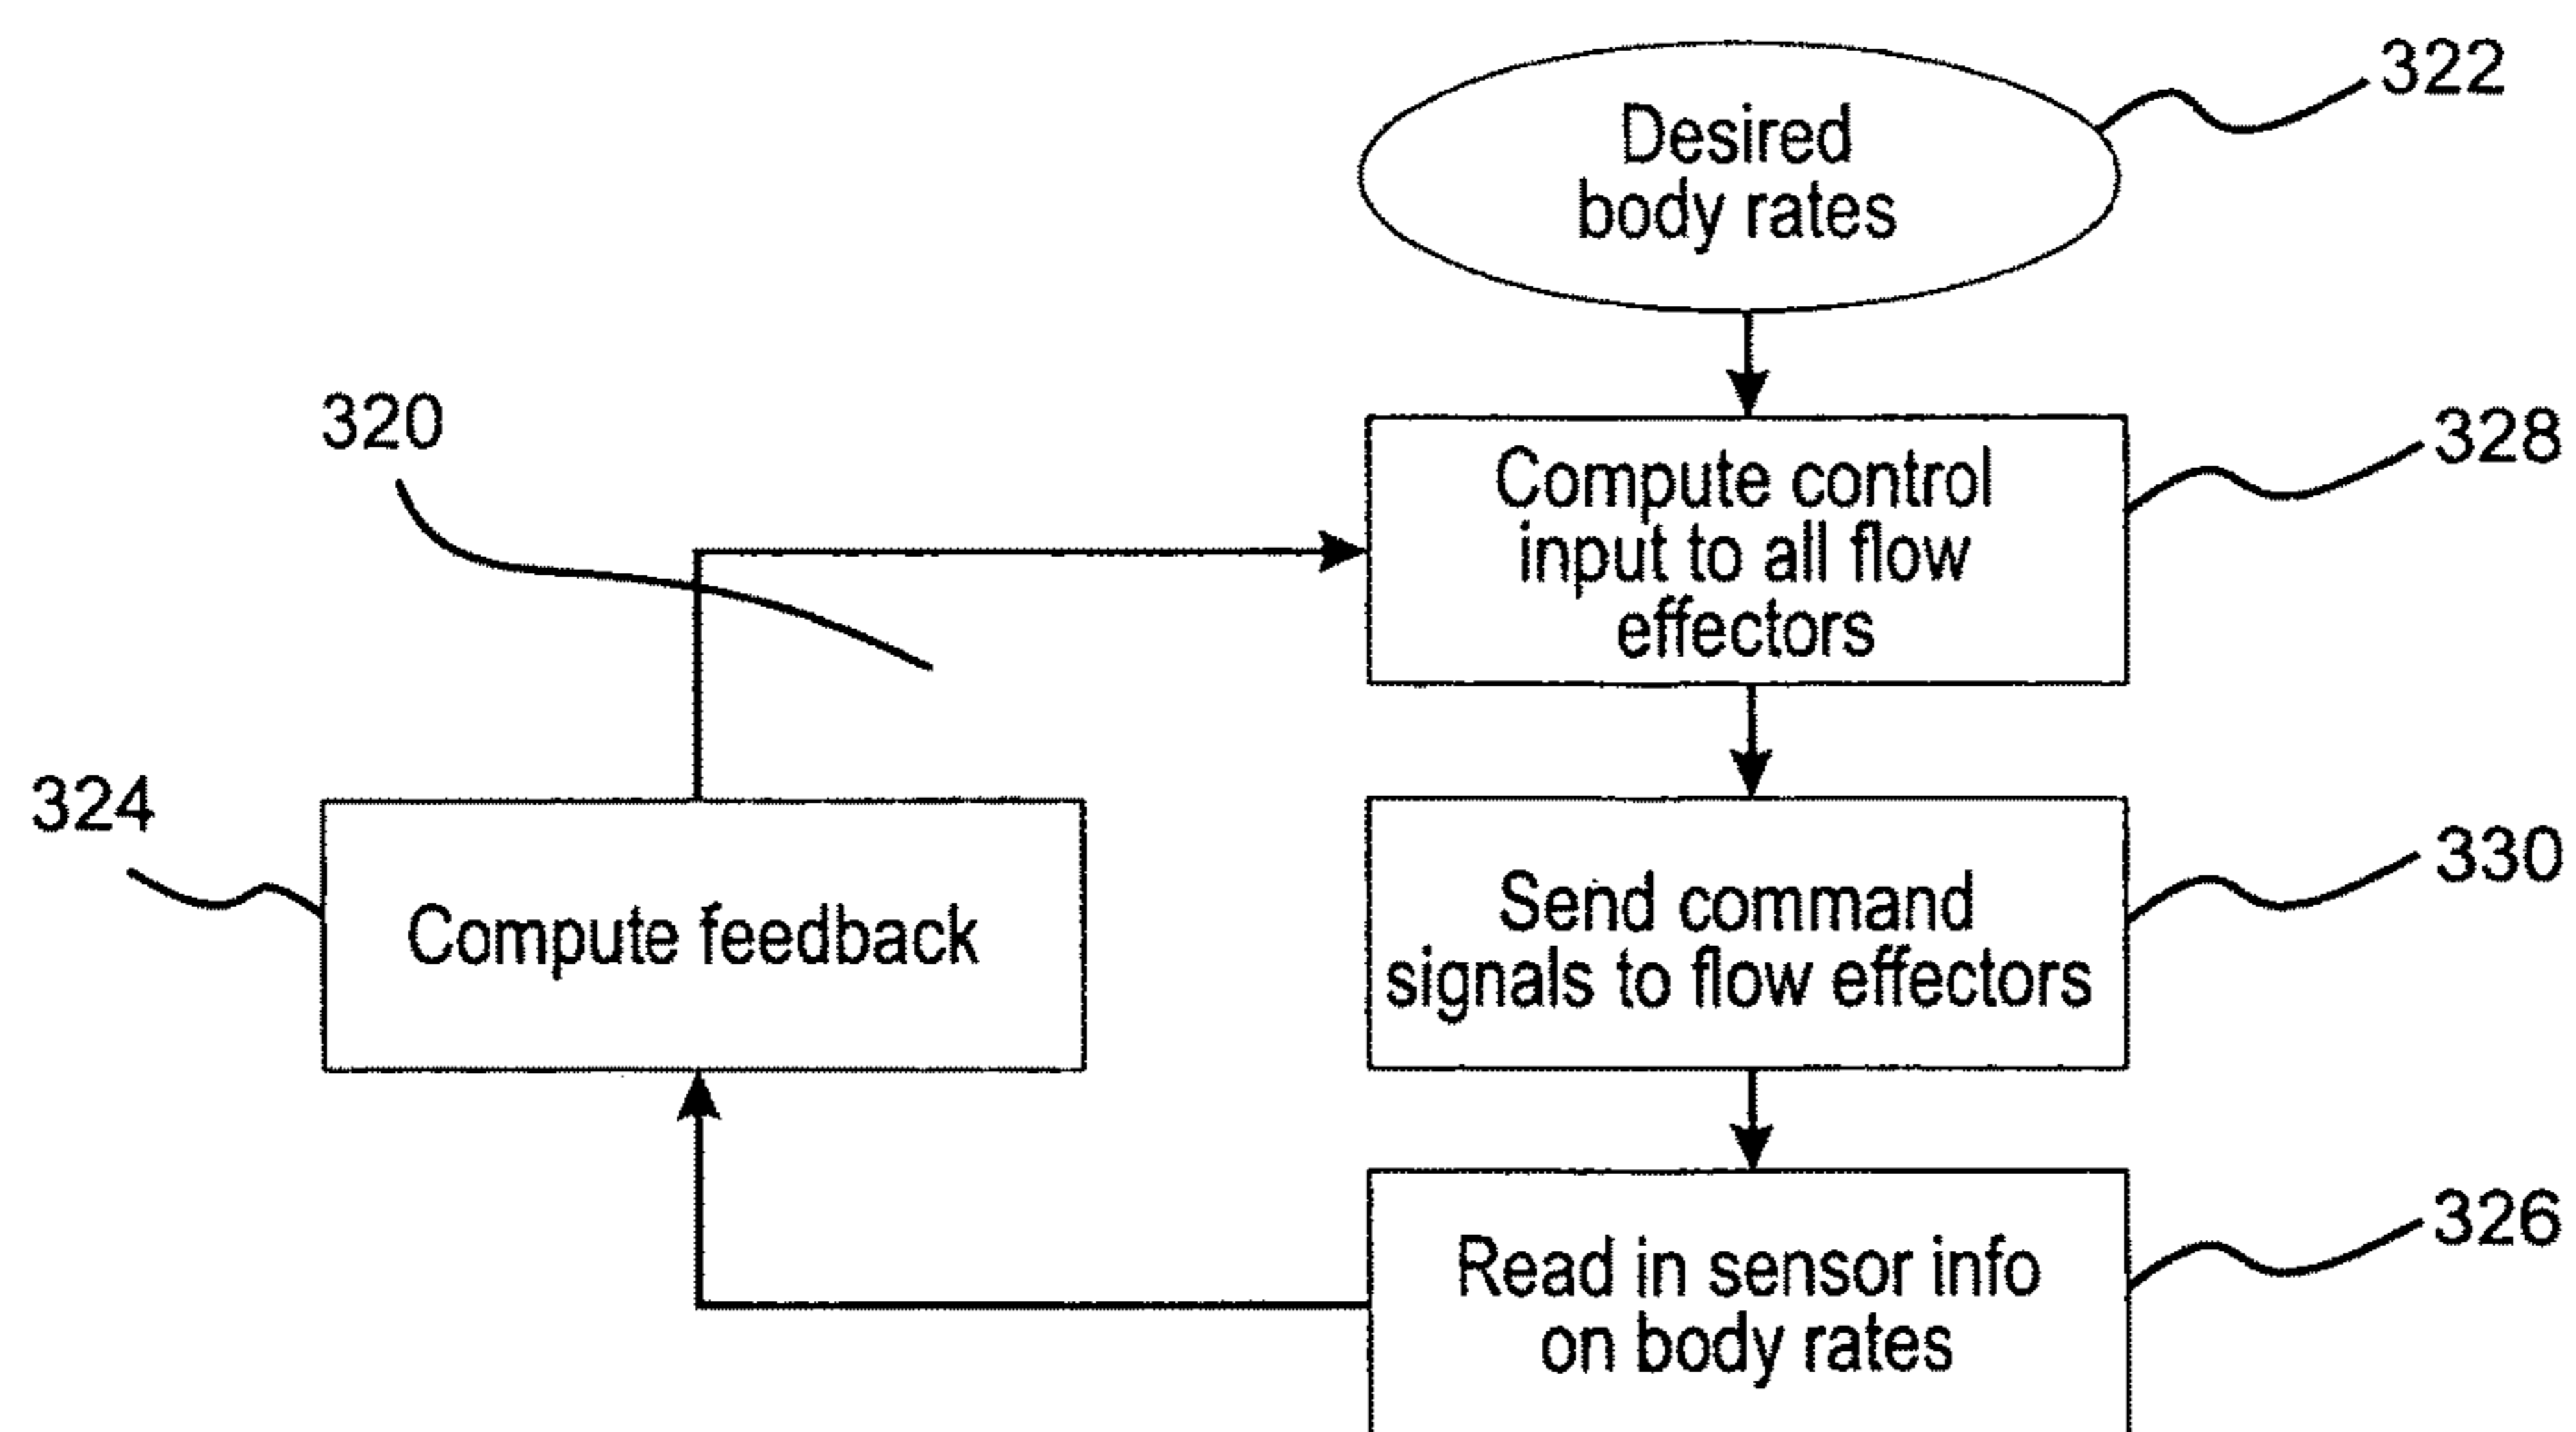 Desired
body rates
322
320
Compute control
input to all flow
effectors
328
324
Compute feedback
Send command
signals to flow effectors
330
Read in sensor info
on body rates
326